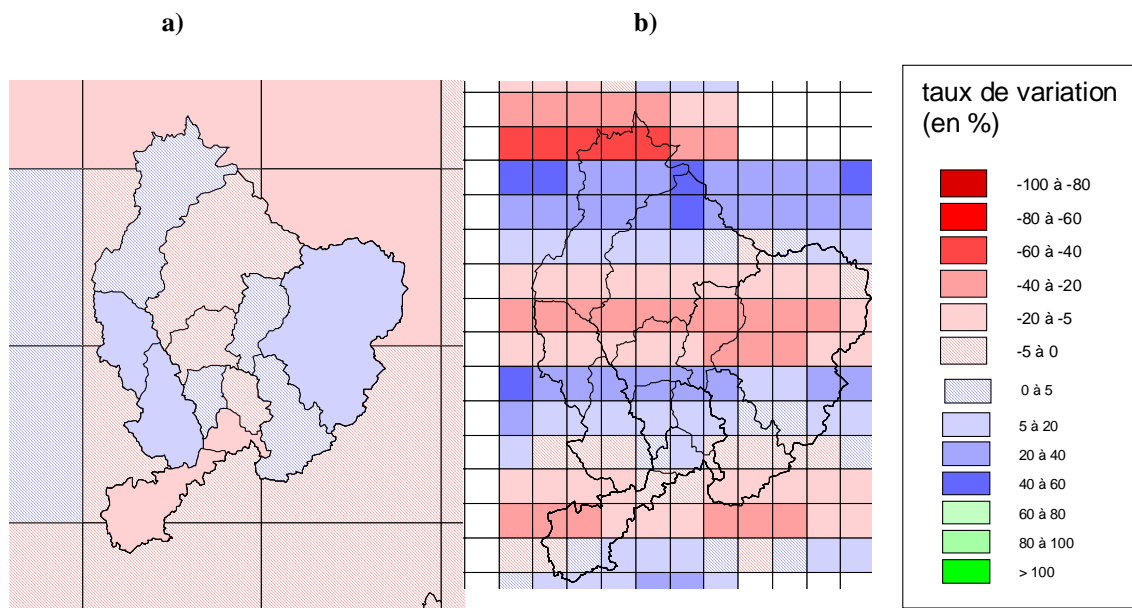 a)
b)
taux de variation
(en %)
-100 à -80
-80 à -60
-60 à -40
-40 à -20
-20 à -5
-5 à 0
0 à 5
5 à 20
20 à 40
40 à 60
60 à 80
80 à 100
> 100